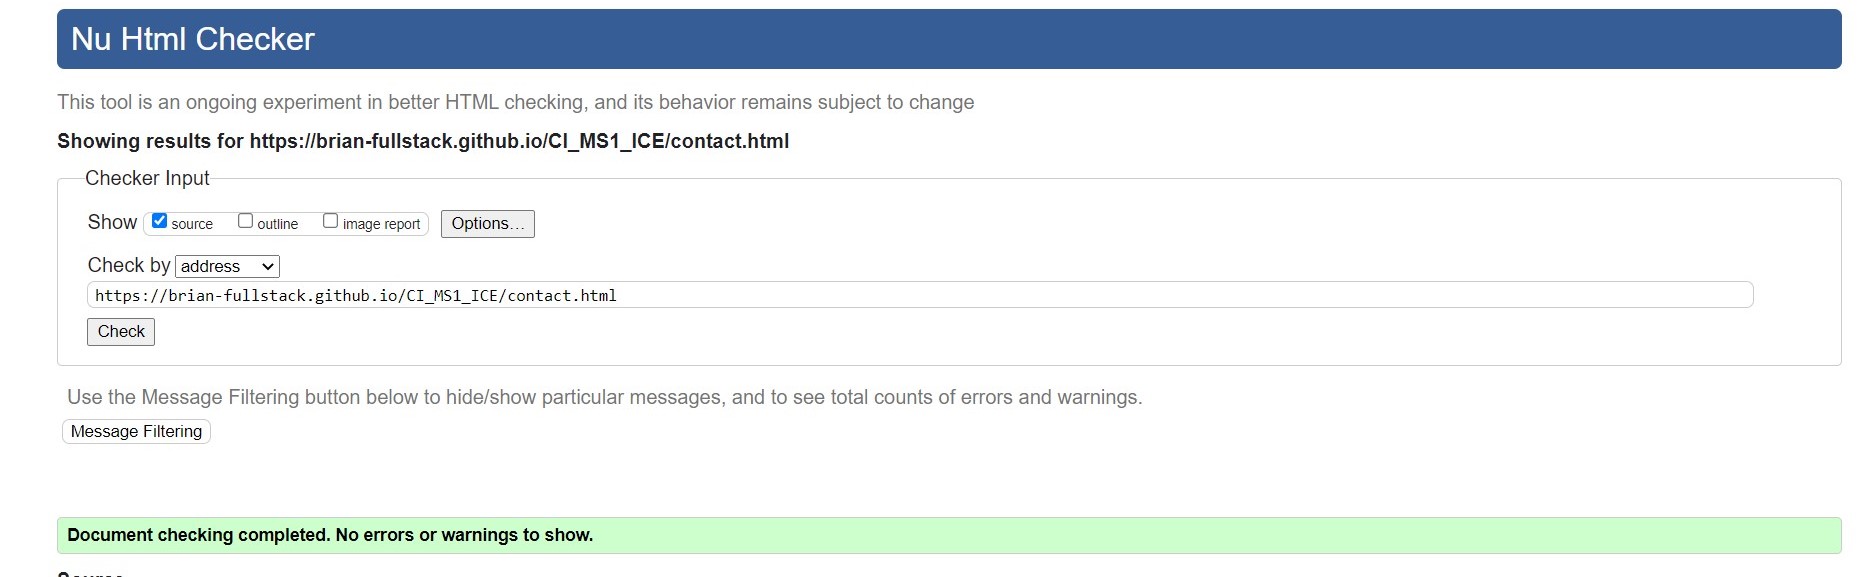 Nu Html Checker
This tool is an ongoing experiment in better HTML checking, and its behavior remains subject to change
Showing results for https://brian-fullstack.github.io/CI_MS1_ICE/contact.html
Checker Input
Show source outline image report Options...
Check by address
https://brian-fullstack.github.io/CI_MS1_ICE/contact.html
Check
Use the Message Filtering button below to hide/show particular messages, and to see total counts of errors and warnings.
Message Filtering
Document checking completed. No errors or warnings to show.